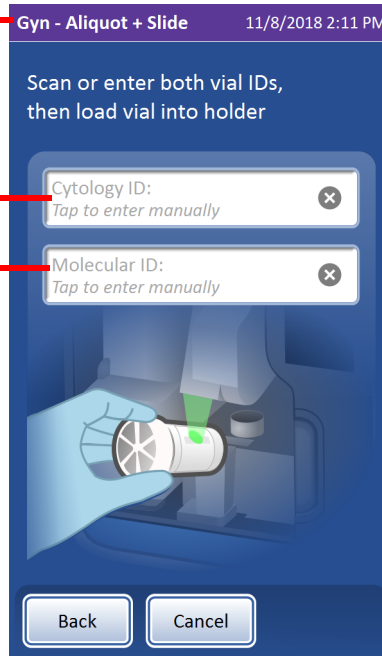 Gyn - Aliquot + Slide 11/8/2018 2:11 PM
Scan or enter both vial IDs,
then load vial into holder
Cytology ID:
Tap to enter manually
Molecular ID:
Tap to enter manually
Back Cancel